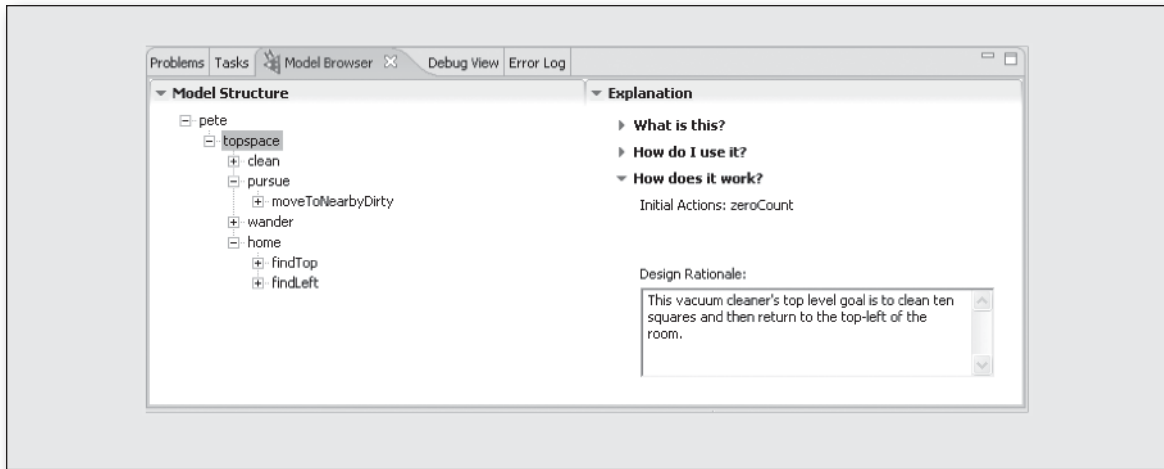 Problems Tasks Model Browser Debug View Error Log
Model Structure
pete
topspace
clean
pursue
moveToNearbyDirty
wander
home
findTop
findLeft
Explanation
What is this?
How do I use it?
How does it work?
Initial Actions: zeroCount
Design Rationale:
This vacuum cleaner's top level goal is to clean ten
squares and then return to the top-left of the
room.